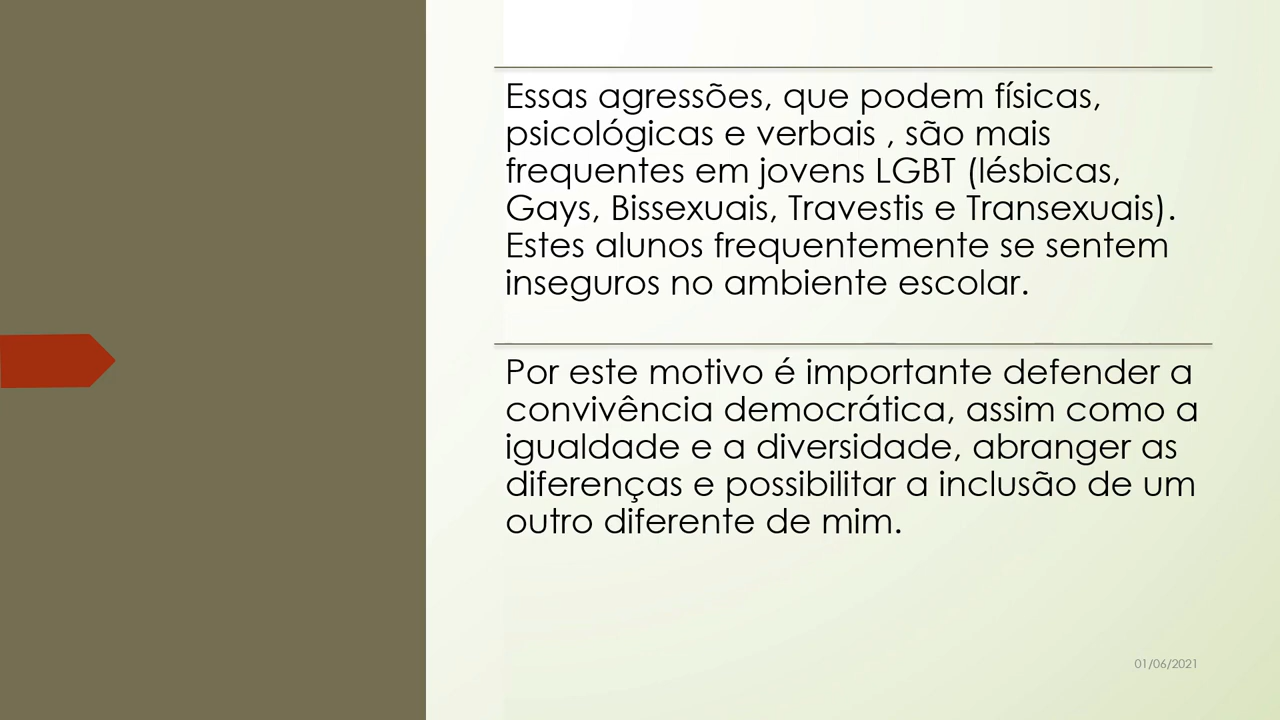 Essas agressões, que podem físicas,
psicológicas e verbais , são mais
frequentes em jovens LGBT (lésbicas,
Gays, Bissexuais, Travestis e Transexuais).
Estes alunos frequentemente se sentem
inseguros no ambiente escolar.
Por este motivo é importante defender a
convivência democrática, assim como a
igualdade e a diversidade, abranger as
diferenças e possibilitar a inclusão de um
outro diferente de mim.
01/06/2021